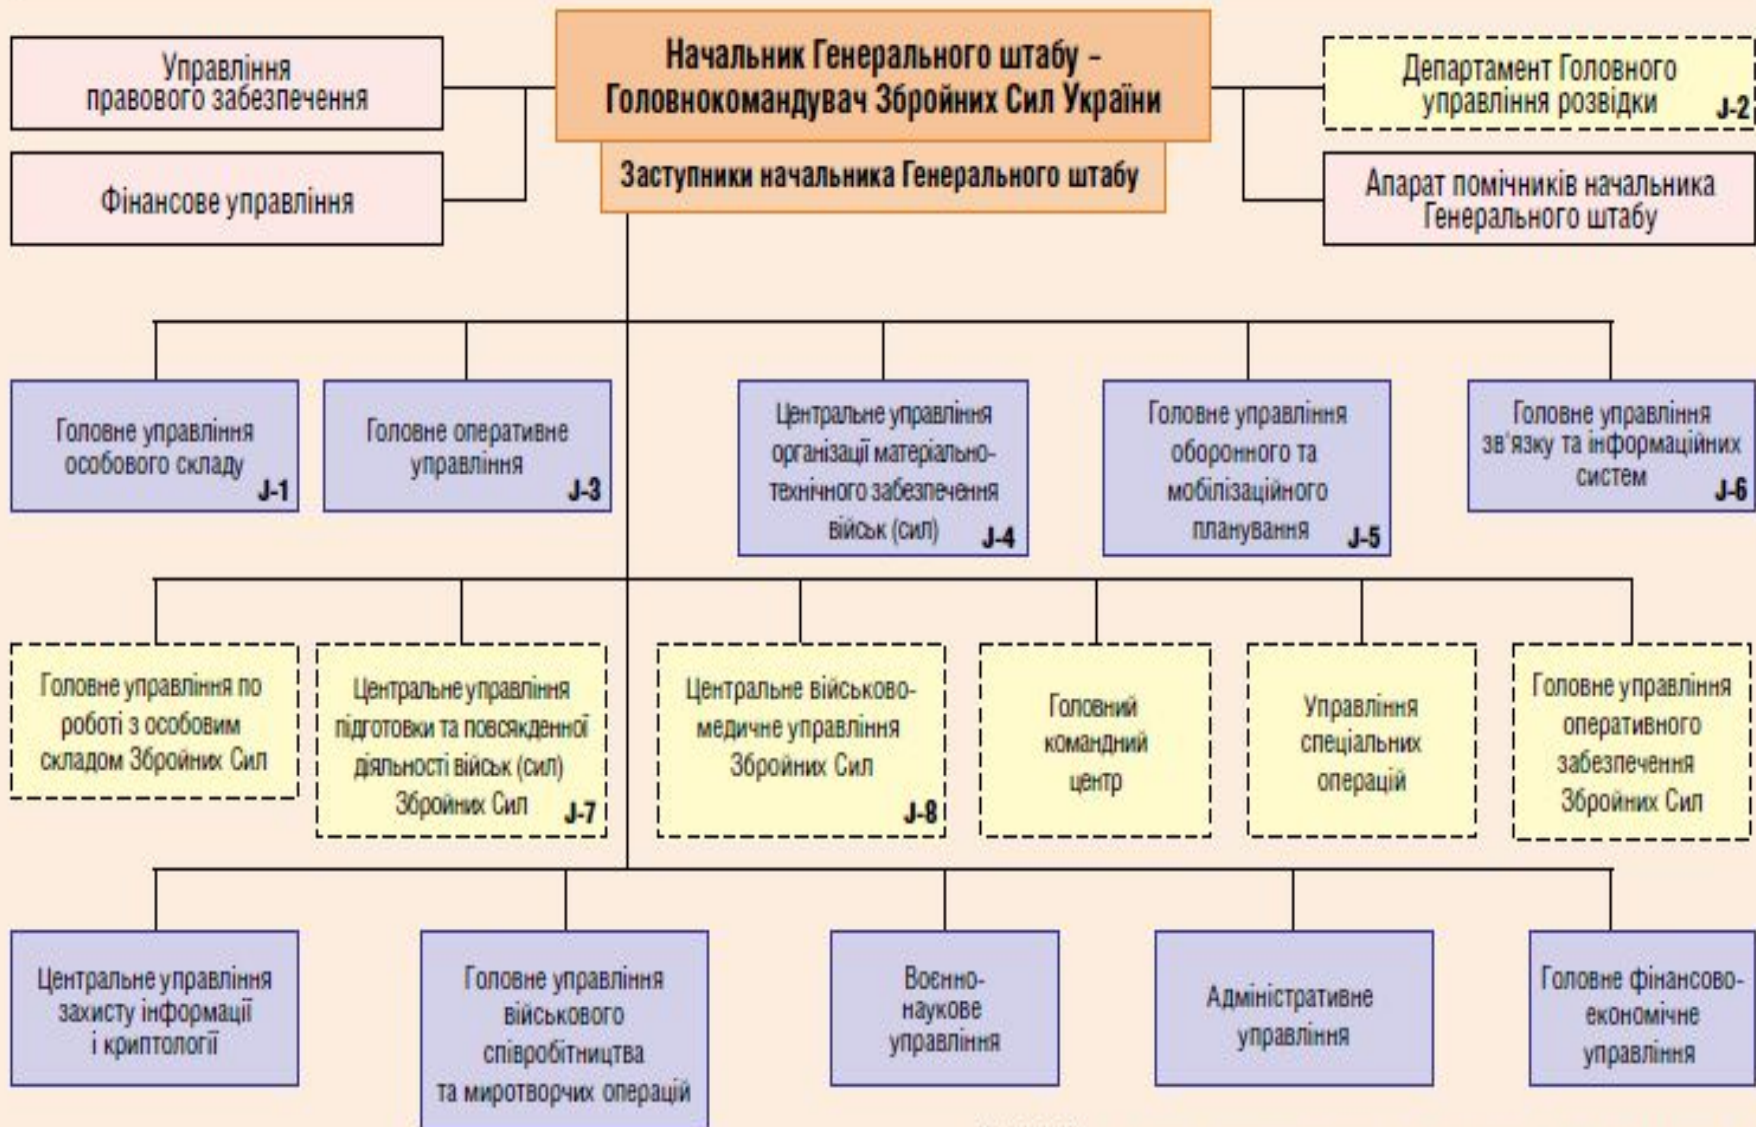 Начальник Генерального штабу –
Головнокомандувач Збройних Сил України
Заступники начальника Генерального штабу
Управління
правового забезпечення
Фінансове управління
Департамент Головного
управління розвідки
J-2
Апарат помічників начальника
Генерального штабу
Головне управління
особового складу
J-1
Головне оперативне
управління
J-3
Центральне управління
організації матеріально-
технічного забезпечення
військ (сил)
J-4
Головне управління
оборонного та
мобілізаційного
планування
J-5
Головне управління
зв'язку та інформаційних
систем
J-6
Головне управління по
роботі з особовим
складом Збройних Сил
Центральне управління
підготовки та повсякденної
діяльності військ (сил)
Збройних Сил
J-7
Центральне військово-
медичне управління
Збройних Сил
J-8
Головний
командний
центр
Управління
спеціальних
операцій
Головне управління
оперативного
забезпечення
Збройних Сил
Центральне управління
захисту інформації
і криптології
Головне управління
військового
співробітництва
та миротворчих операцій
Воєнно-
наукове
управління
Адміністративне
управління
Головне фінансово-
економічне
управління